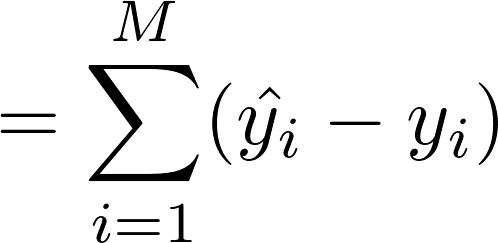 = \sum_{i=1}^{M} (\hat{y}_i - y_i)